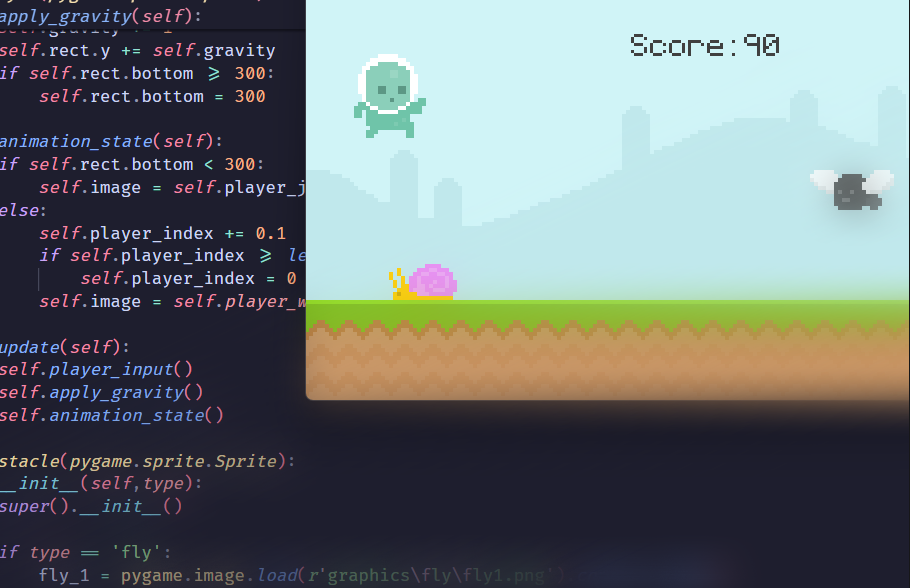 apply_gravity(self):
self.rect.y += self.gravity
if self.rect.bottom ≥ 300:
self.rect.bottom = 300
animation_state(self):
if self.rect.bottom < 300:
self.image = self.player_j
else:
self.player_index += 0.1
if self.player_index ≥ le
self.player_index = 0
self.image = self.player_w
update(self):
self.player_input()
self.apply_gravity()
self.animation_state()
stacle(pygame.sprite.Sprite):
__init__(self,type):
super().__init__()
if type == 'fly':
fly_1 = pygame.image.load(r'graphics\fly\fly1.png')
Score:90